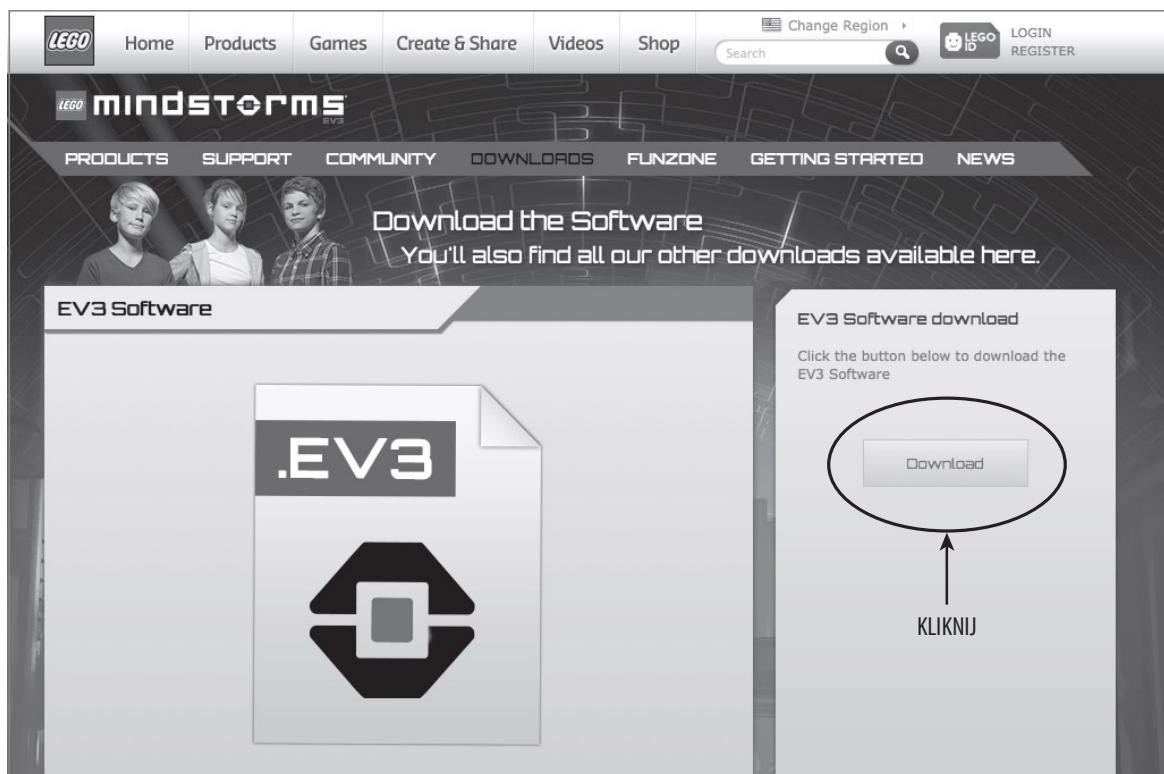 LEGO
Home Products Games Create & Share Videos Shop
Change Region
Search
LEGO ID
LOGIN
REGISTER
LEGO mindstorms
EV3
PRODUCTS SUPPORT COMMUNITY DOWNLOADS FUNZONE GETTING STARTED NEWS
Download the Software
You'll also find all our other downloads available here.
EV3 Software
.EV3
EV3 Software download
Click the button below to download the
EV3 Software
Download
KLIKNIJ